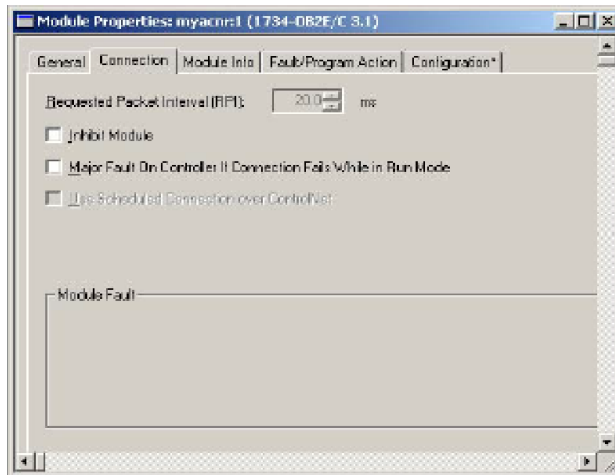 Module Properties: myacnr:1 (1734-OB2E/C 3.1)
General Connection Module Info Fault/Program Action Configuration*
Requested Packet Interval (RPI): 20.0 ms
Inhibit Module
Major Fault On Controller If Connection Fails While in Run Mode
Use Scheduled Connection over ControlNet
Module Fault